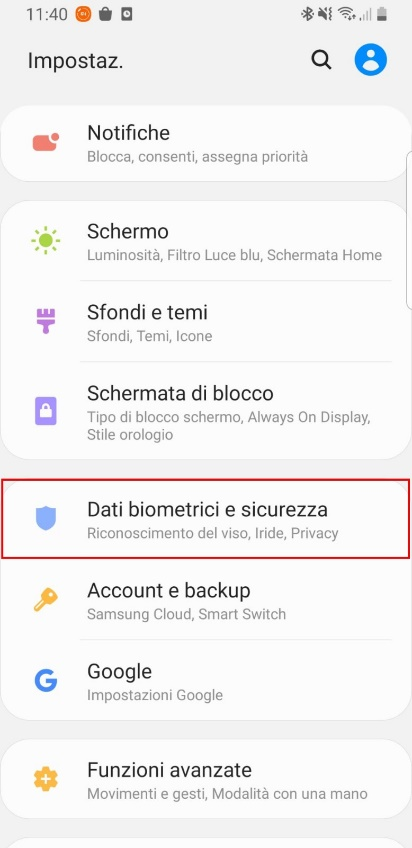 11:40
Impostaz.
Notifiche
Blocca, consenti, assegna priorità
Schermo
Luminosità, Filtro Luce blu, Schermata Home
Sfondi e temi
Sfondi, Temi, Icone
Schermata di blocco
Tipo di blocco schermo, Always On Display,
Stile orologio
Dati biometrici e sicurezza
Riconoscimento del viso, Iride, Privacy
Account e backup
Samsung Cloud, Smart Switch
Google
Impostazioni Google
Funzioni avanzate
Movimenti e gesti, Modalità con una mano